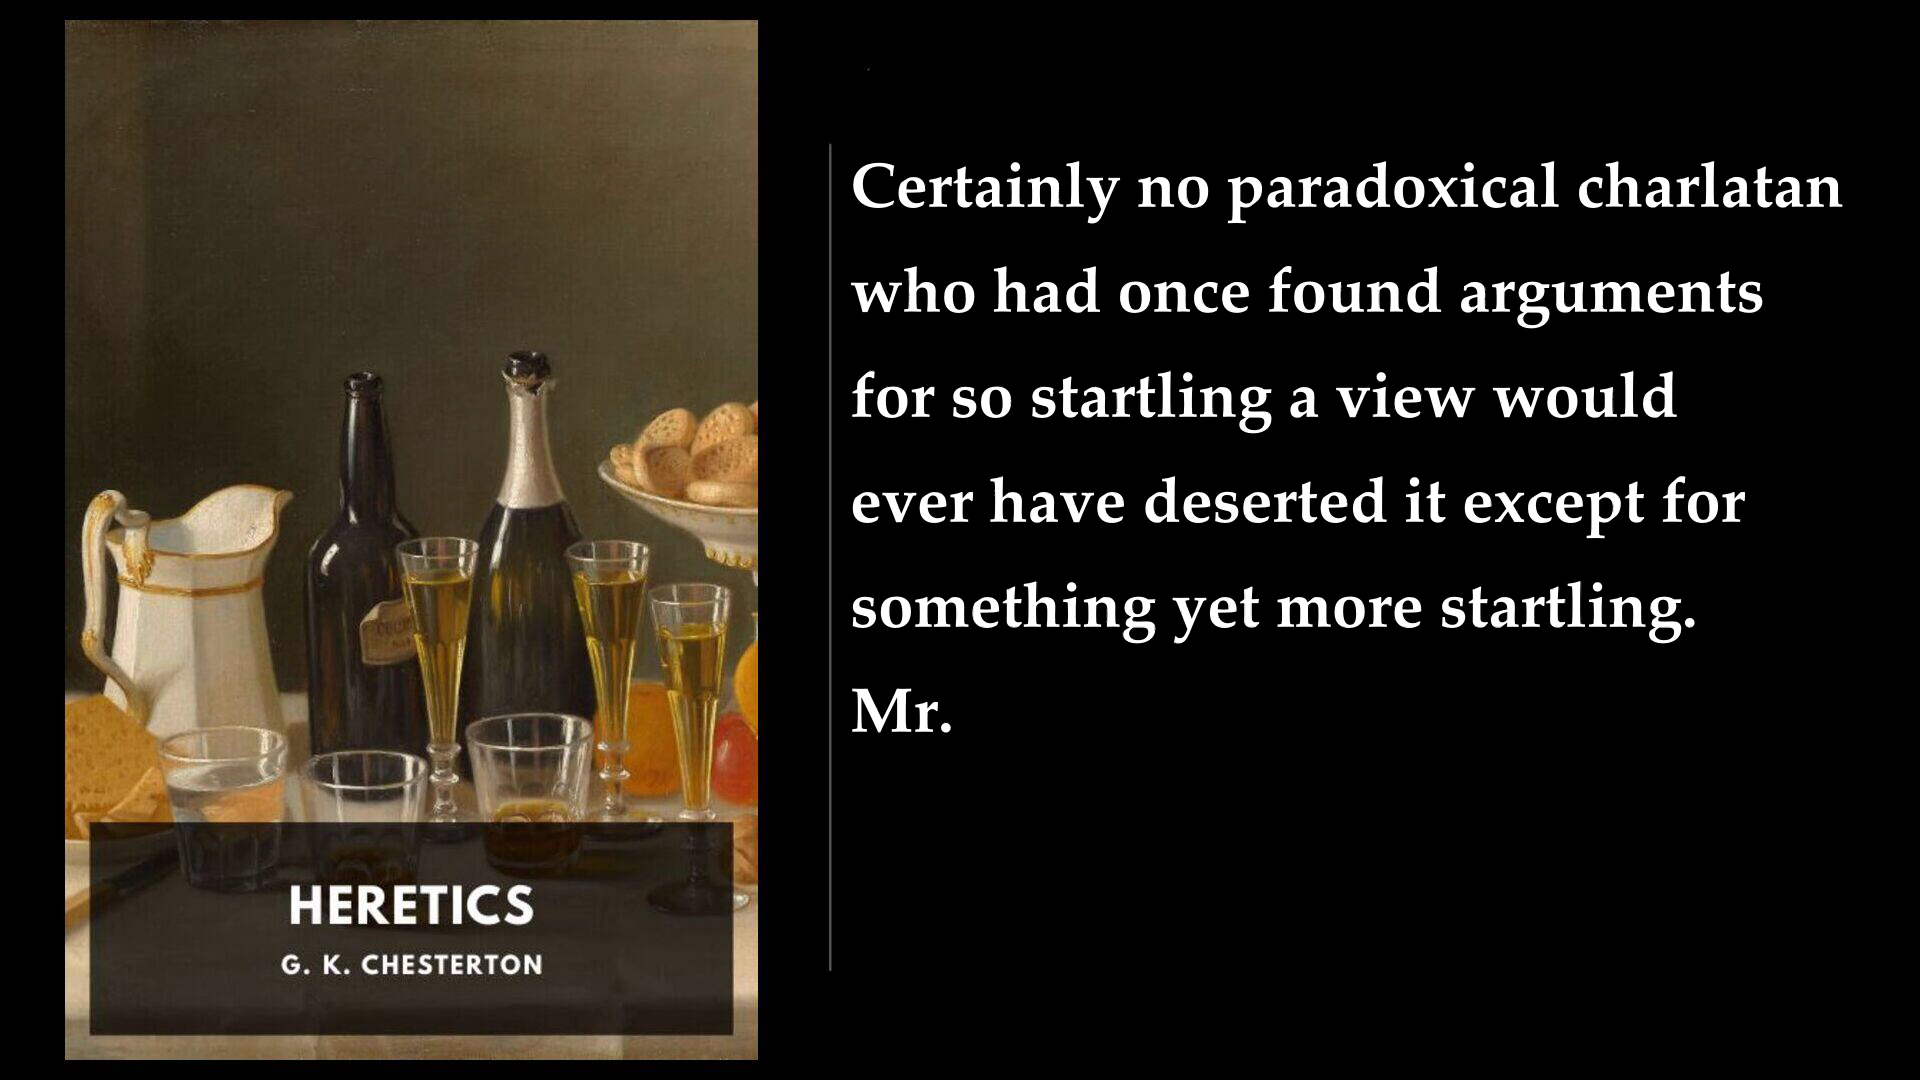 Certainly no paradoxical charlatan
who had once found arguments
for so startling a view would
ever have deserted it except for
something yet more startling.
Mr.
HERETICS
G. K. CHESTERTON